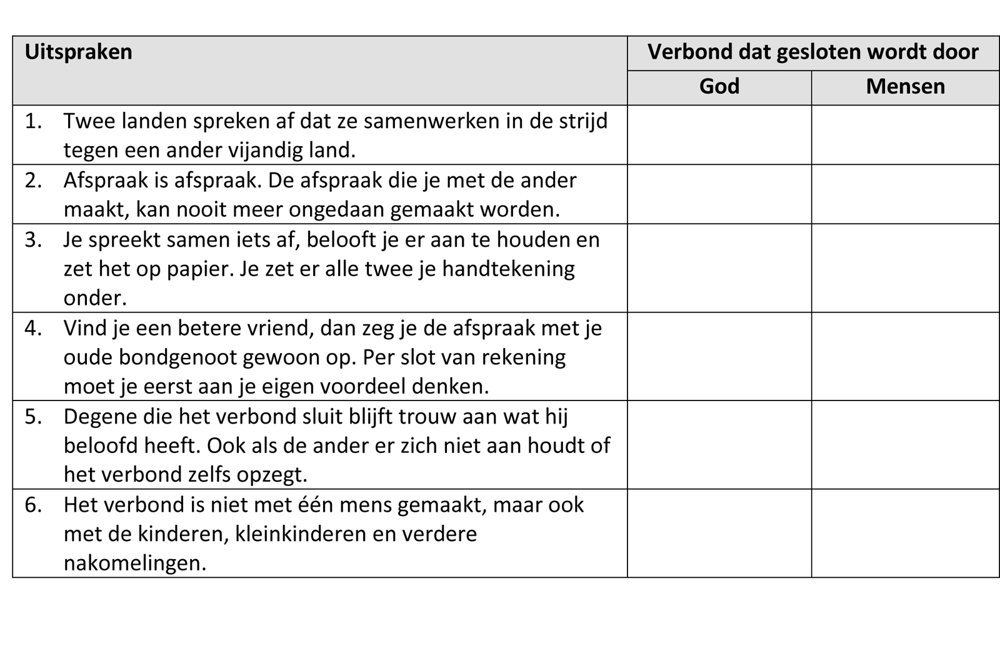 Uitspraken
Verbond dat gesloten wordt door
God
Mensen
1. Twee landen spreken af dat ze samenwerken in de strijd
tegen een ander vijandig land.
2. Afspraak is afspraak. De afspraak die je met de ander
maakt, kan nooit meer ongedaan gemaakt worden.
3. Je spreekt samen iets af, belooft je er aan te houden en
zet het op papier. Je zet er alle twee je handtekening
onder.
4. Vind je een betere vriend, dan zeg je de afspraak met je
oude bondgenoot gewoon op. Per slot van rekening
moet je eerst aan je eigen voordeel denken.
5. Degene die het verbond sluit blijft trouw aan wat hij
beloofd heeft. Ook als de ander er zich niet aan houdt of
het verbond zelfs opzegt.
6. Het verbond is niet met één mens gemaakt, maar ook
met de kinderen, kleinkinderen en verdere
nakomelingen.